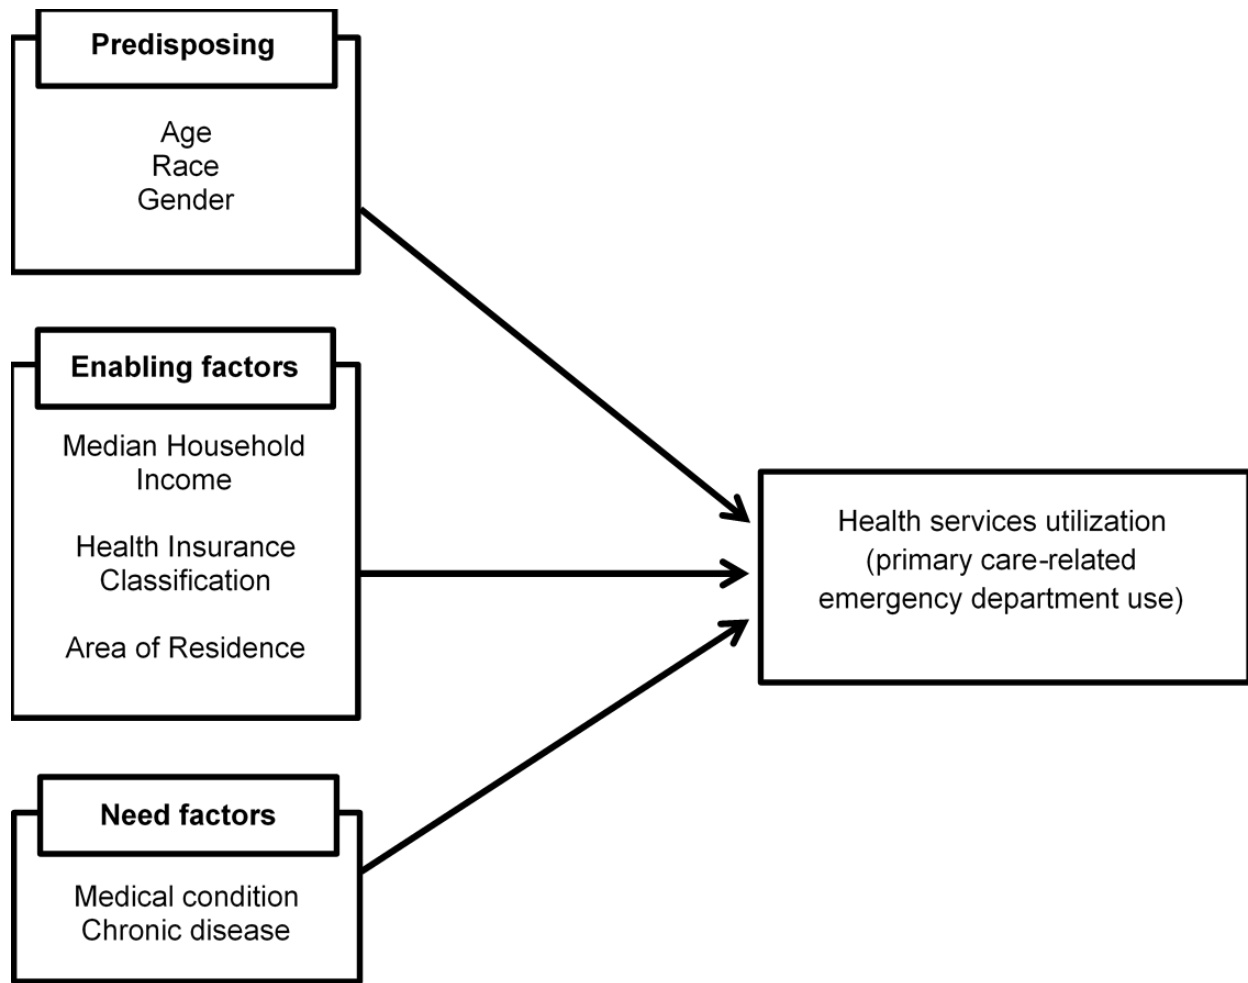 Predisposing
Age
Race
Gender
Enabling factors
Median Household
Income
Health Insurance
Classification
Area of Residence
Need factors
Medical condition
Chronic disease
Health services utilization
(primary care-related
emergency department use)